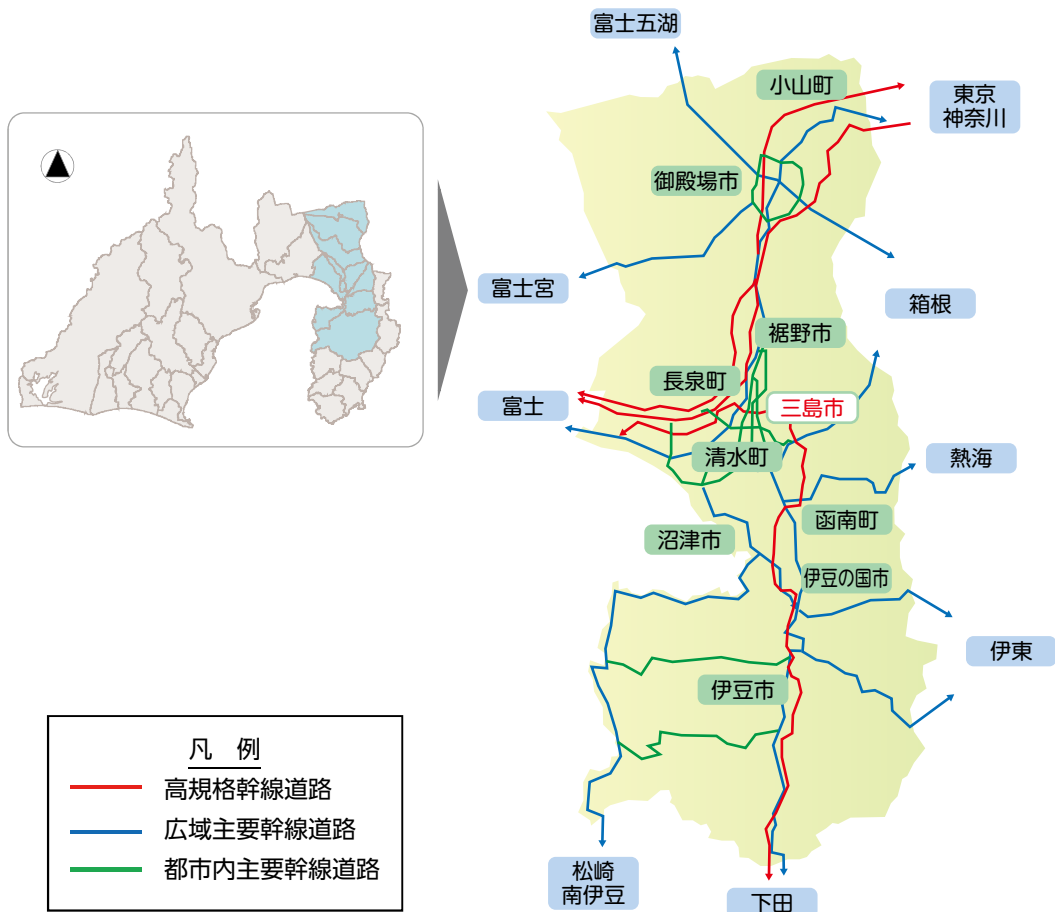 富士五湖
小山町
東京
神奈川
御殿場市
富士宮
箱根
裾野市
長泉町
富士
三島市
清水町
熱海
函南町
沼津市
伊豆の国市
伊東
伊豆市
凡 例
高規格幹線道路
広域主要幹線道路
都市内主要幹線道路
松崎
南伊豆
下田